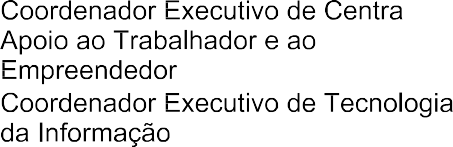 Coordenador Executivo de Centra
Apoio ao Trabalhador e ao
Empreendedor
Coordenador Executivo de Tecnologia
da Informação